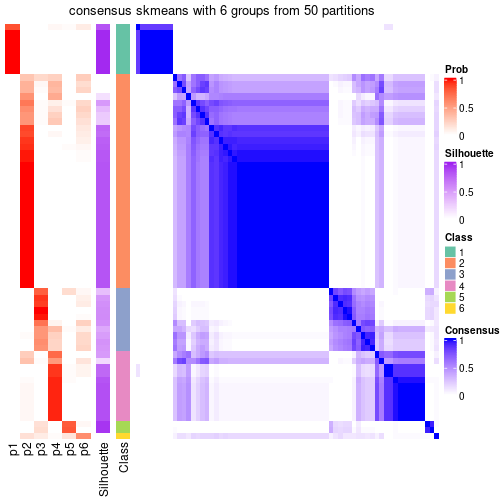 consensus skmeans with 6 groups from 50 partitions
Prob
1
0.5
0
Silhouette
1
0.5
0
Class
1
2
3
4
5
6
Consensus
1
0.5
0
p1
p2
p3
p4
p5
p6
Silhouette
Class